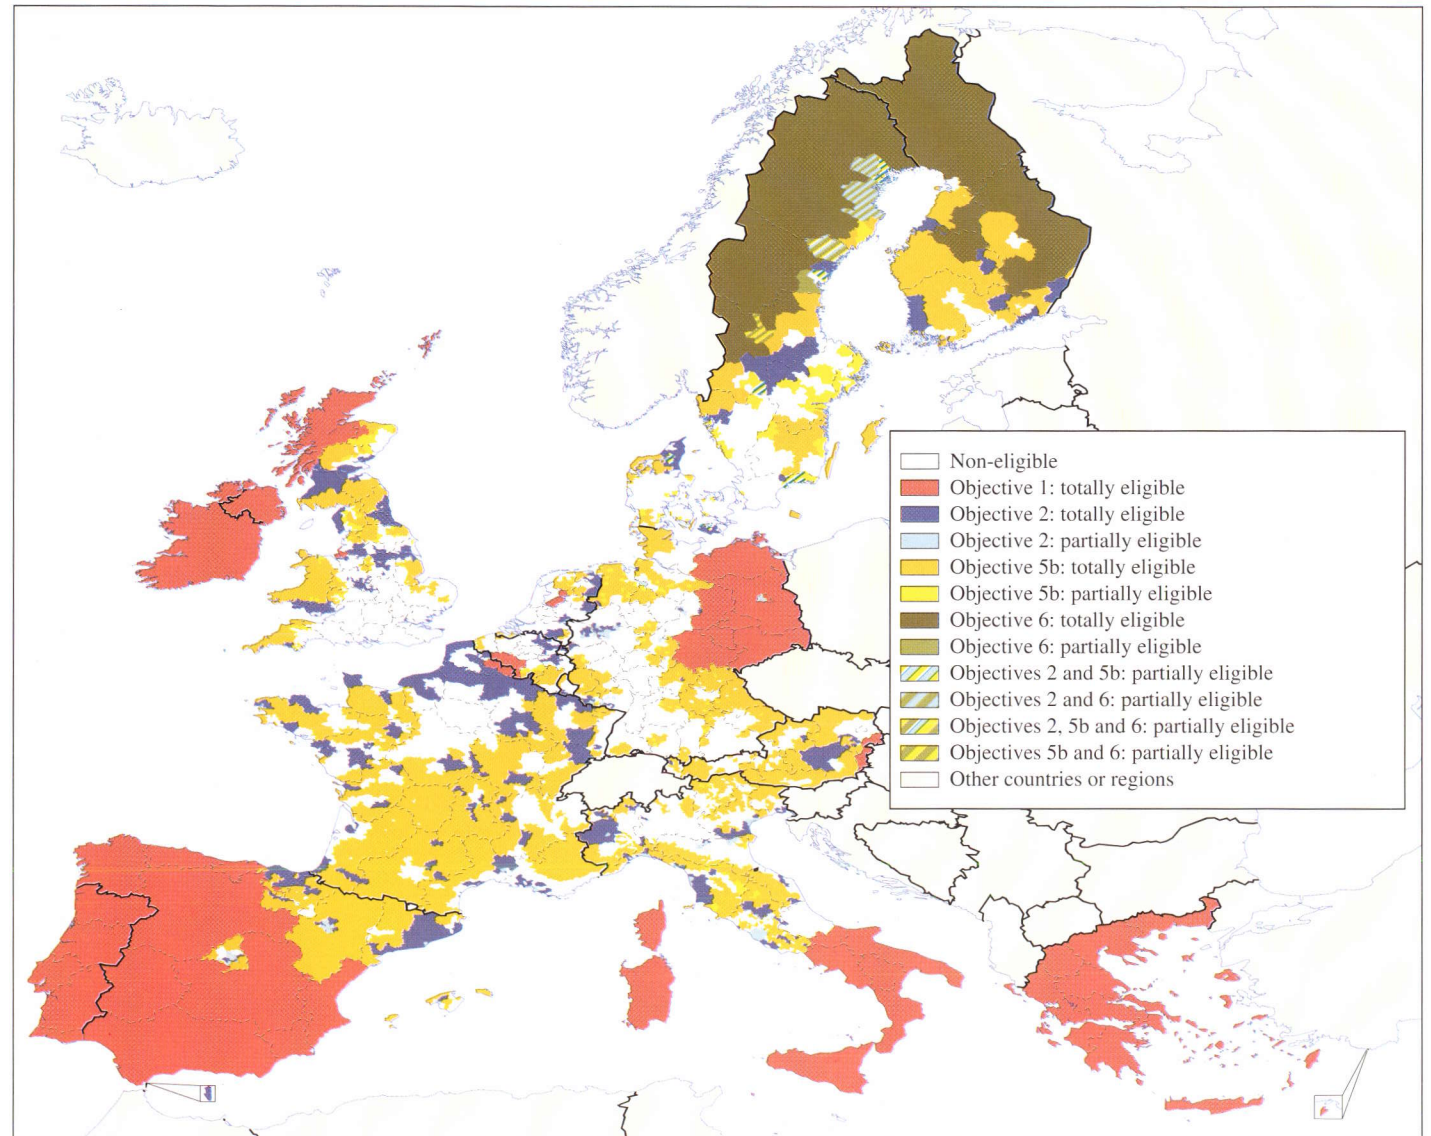 Non-eligible
Objective 1: totally eligible
Objective 2: totally eligible
Objective 2: partially eligible
Objective 5b: totally eligible
Objective 5b: partially eligible
Objective 6: totally eligible
Objective 6: partially eligible
Objectives 2 and 5b: partially eligible
Objectives 2 and 6: partially eligible
Objectives 2, 5b and 6: partially eligible
Objectives 5b and 6: partially eligible
Other countries or regions